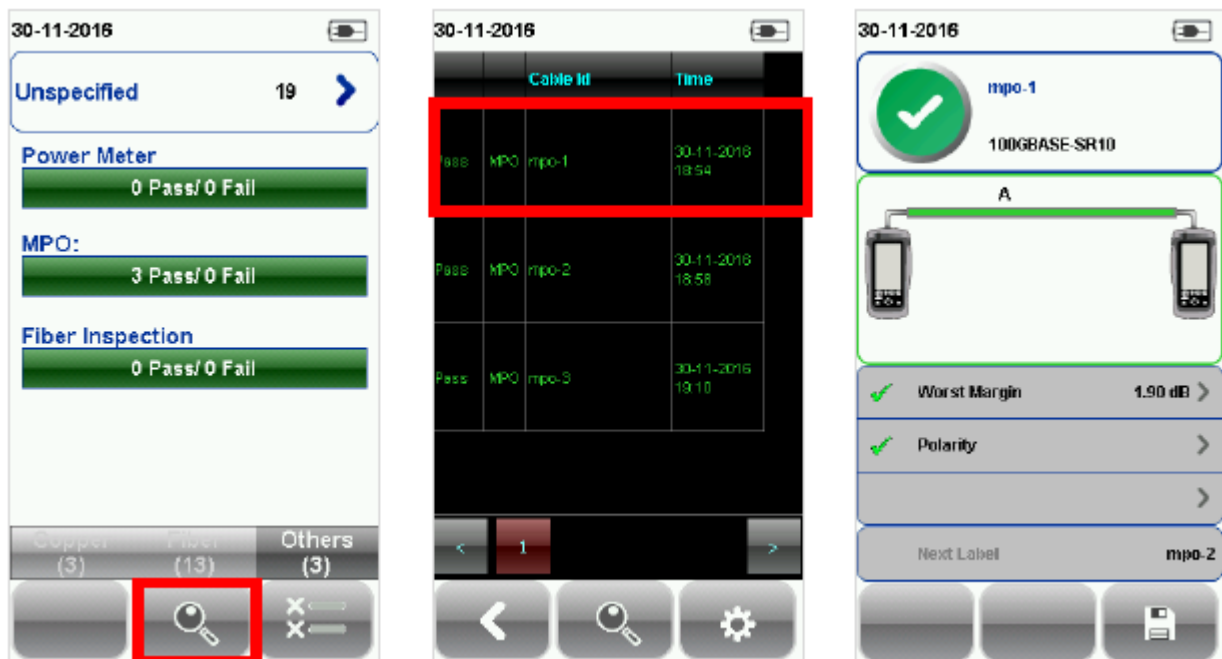 30-11-2016
Unspecified 19
Power Meter
0 Pass/ 0 Fail
MPO:
3 Pass/ 0 Fail
Fiber Inspection
0 Pass/ 0 Fail
Copper Fiber Others
(3) (13) (3)
30-11-2016
Cable Id Time
Pass MPO mpo-1 30-11-2016
18:54
Pass MPO mpo-2 30-11-2016
18:58
Pass MPO mpo-3 30-11-2016
19:10
< 1 >
30-11-2016
mpo-1
100GBASE-SR10
A
Worst Margin 1.90 dB
Polarity
Next Label mpo-2